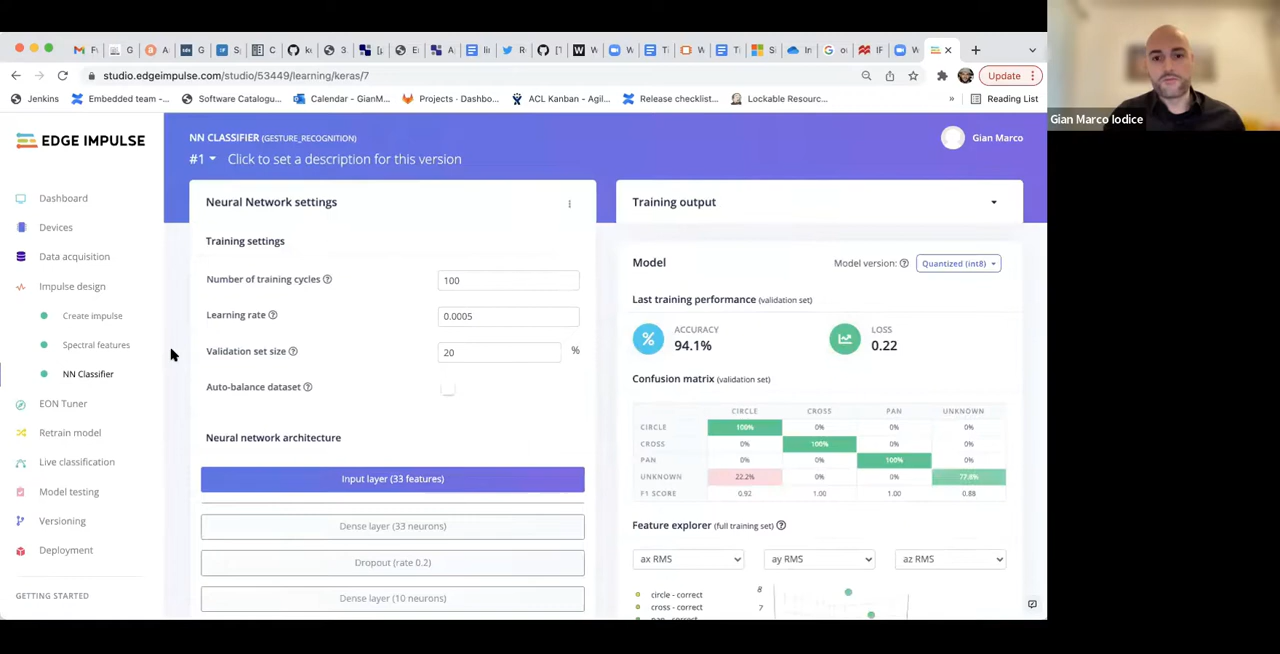 studio.edgeimpulse.com/studio/53449/learning/keras/7
Update
Jenkins
Embedded team -...
Software Catalogu...
Calendar - GianM...
Projects - Dashbo...
ACL Kanban - Agil...
Release checklist...
Lockable Resourc...
»
Reading List
Gian Marco Iodice
EDGE IMPULSE
NN CLASSIFIER (GESTURE_RECOGNITION)
#1 Click to set a description for this version
Gian Marco
Dashboard
Devices
Data acquisition
Impulse design
Create impulse
Spectral features
NN Classifier
EON Tuner
Retrain model
Live classification
Model testing
Versioning
Deployment
GETTING STARTED
Neural Network settings
Training settings
Number of training cycles ? 100
Learning rate ? 0.0005
Validation set size ? 20 %
Auto-balance dataset ?
Neural network architecture
Input layer (33 features)
Dense layer (33 neurons)
Dropout (rate 0.2)
Dense layer (10 neurons)
Training output
Model
Model version: ? Quantized (int8)
Last training performance (validation set)
% ACCURACY
94.1%
LOSS
0.22
Confusion matrix (validation set)
CIRCLE CROSS PAN UNKNOWN
CIRCLE 100% 0% 0% 0%
CROSS 0% 100% 0% 0%
PAN 0% 0% 100% 0%
UNKNOWN 22.2% 0% 0% 77.8%
F1 SCORE 0.92 1.00 1.00 0.88
Feature explorer (full training set) ?
ax RMS ay RMS az RMS
circle - correct
cross - correct
pan - correct
8
7